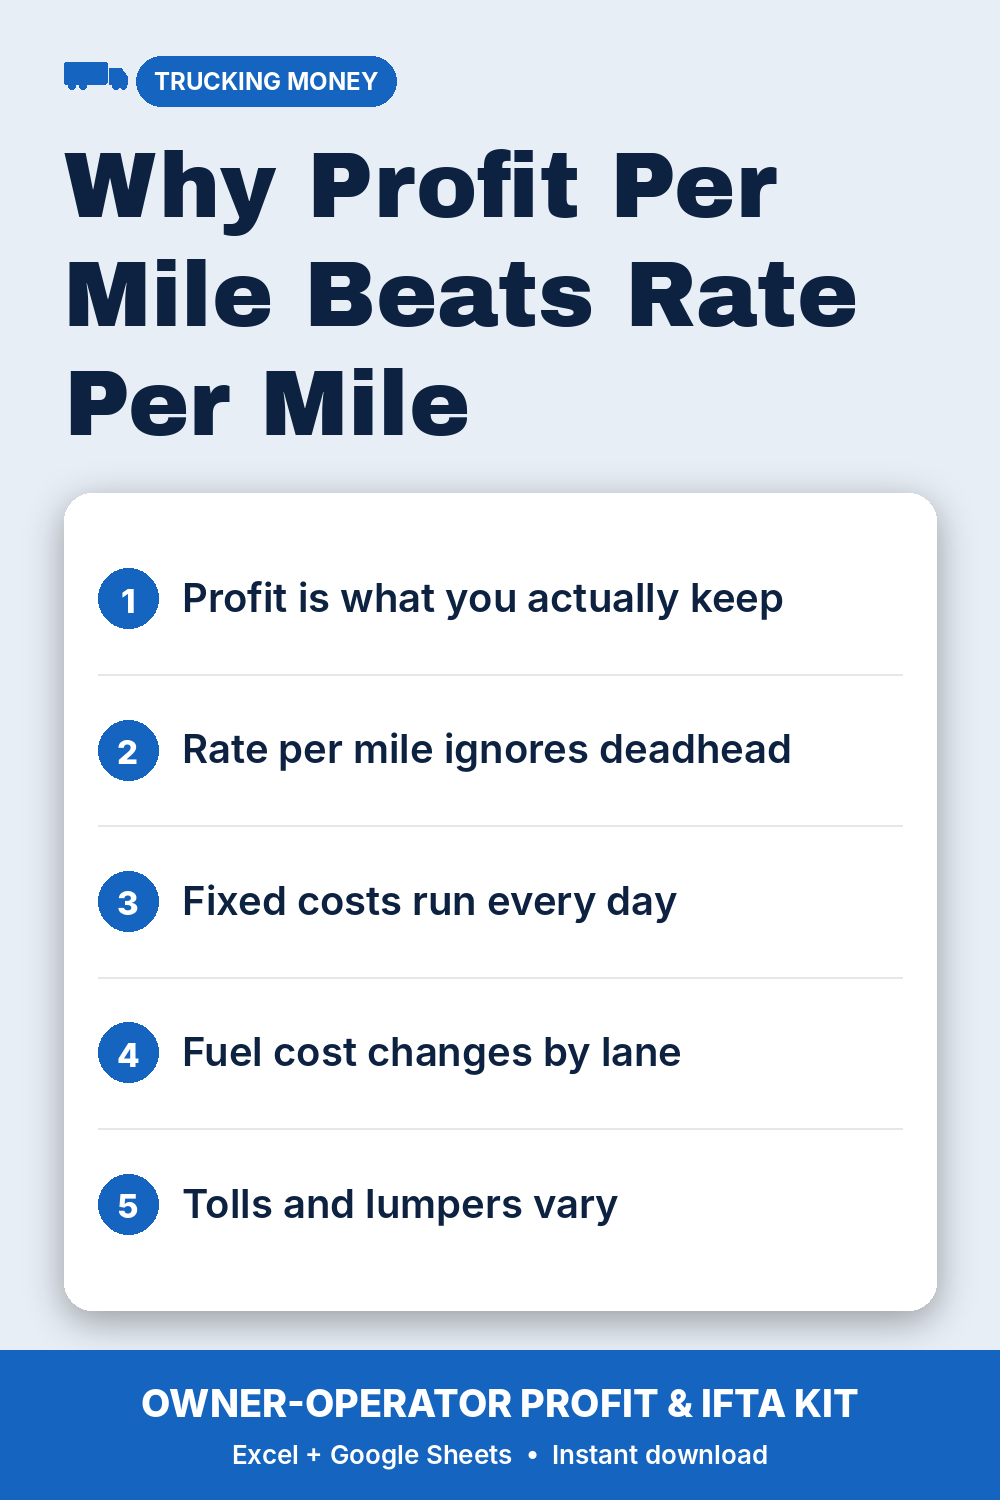 TRUCKING MONEY
Why Profit Per
Mile Beats Rate
Per Mile
1 Profit is what you actually keep
2 Rate per mile ignores deadhead
3 Fixed costs run every day
4 Fuel cost changes by lane
5 Tolls and lumpers vary
OWNER-OPERATOR PROFIT & IFTA KIT
Excel + Google Sheets • Instant download